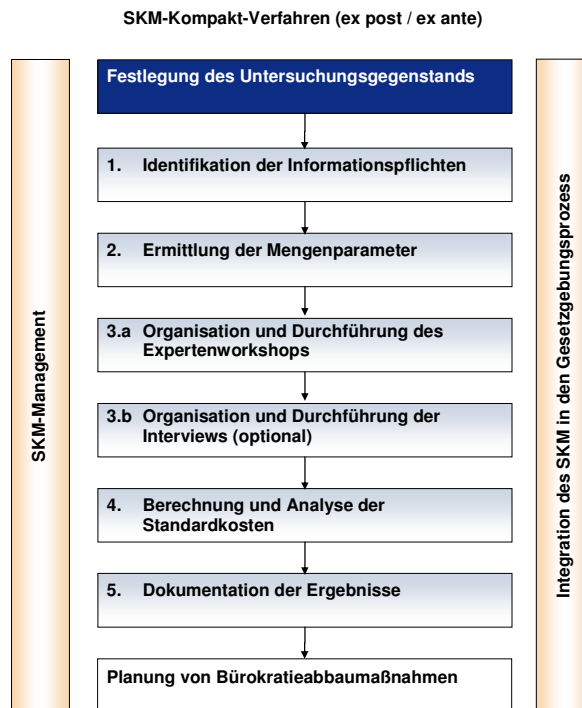 SKM-Kompakt-Verfahren (ex post / ex ante)
SKM-Management
Festlegung des Untersuchungsgegenstands
1. Identifikation der Informationspflichten
2. Ermittlung der Mengenparameter
3.a Organisation und Durchführung des
Expertenworkshops
3.b Organisation und Durchführung der
Interviews (optional)
4. Berechnung und Analyse der
Standardkosten
5. Dokumentation der Ergebnisse
Planung von Bürokratieabbaumaßnahmen
Integration des SKM in den Gesetzgebungsprozess